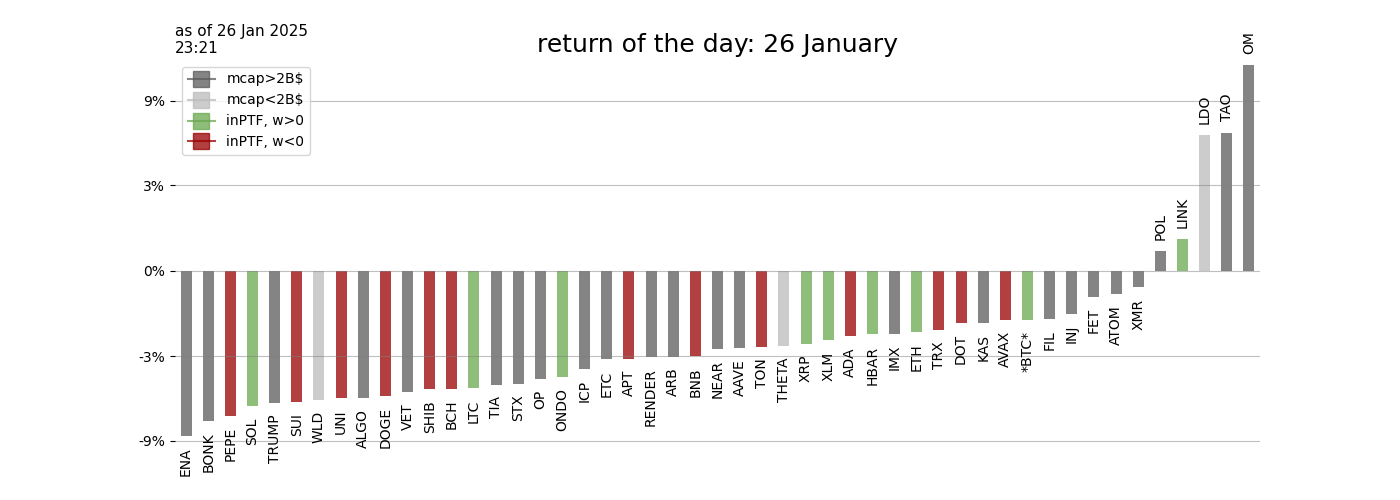 as of 26 Jan 2025
23:21
return of the day: 26 January
mcap>2B$
mcap<2B$
inPTF, w>0
inPTF, w<0
9%
3%
0%
-3%
-9%
ENA
BONK
PEPE
SOL
TRUMP
SUI
WLD
UNI
ALGO
DOGE
VET
SHIB
BCH
LTC
TIA
STX
OP
ONDO
ICP
ETC
APT
RENDER
ARB
BNB
NEAR
AAVE
TON
THETA
XRP
XLM
ADA
HBAR
IMX
ETH
TRX
DOT
KAS
AVAX
*BTC*
FIL
INJ
FET
ATOM
XMR
POL
LINK
LDO
TAO
OM